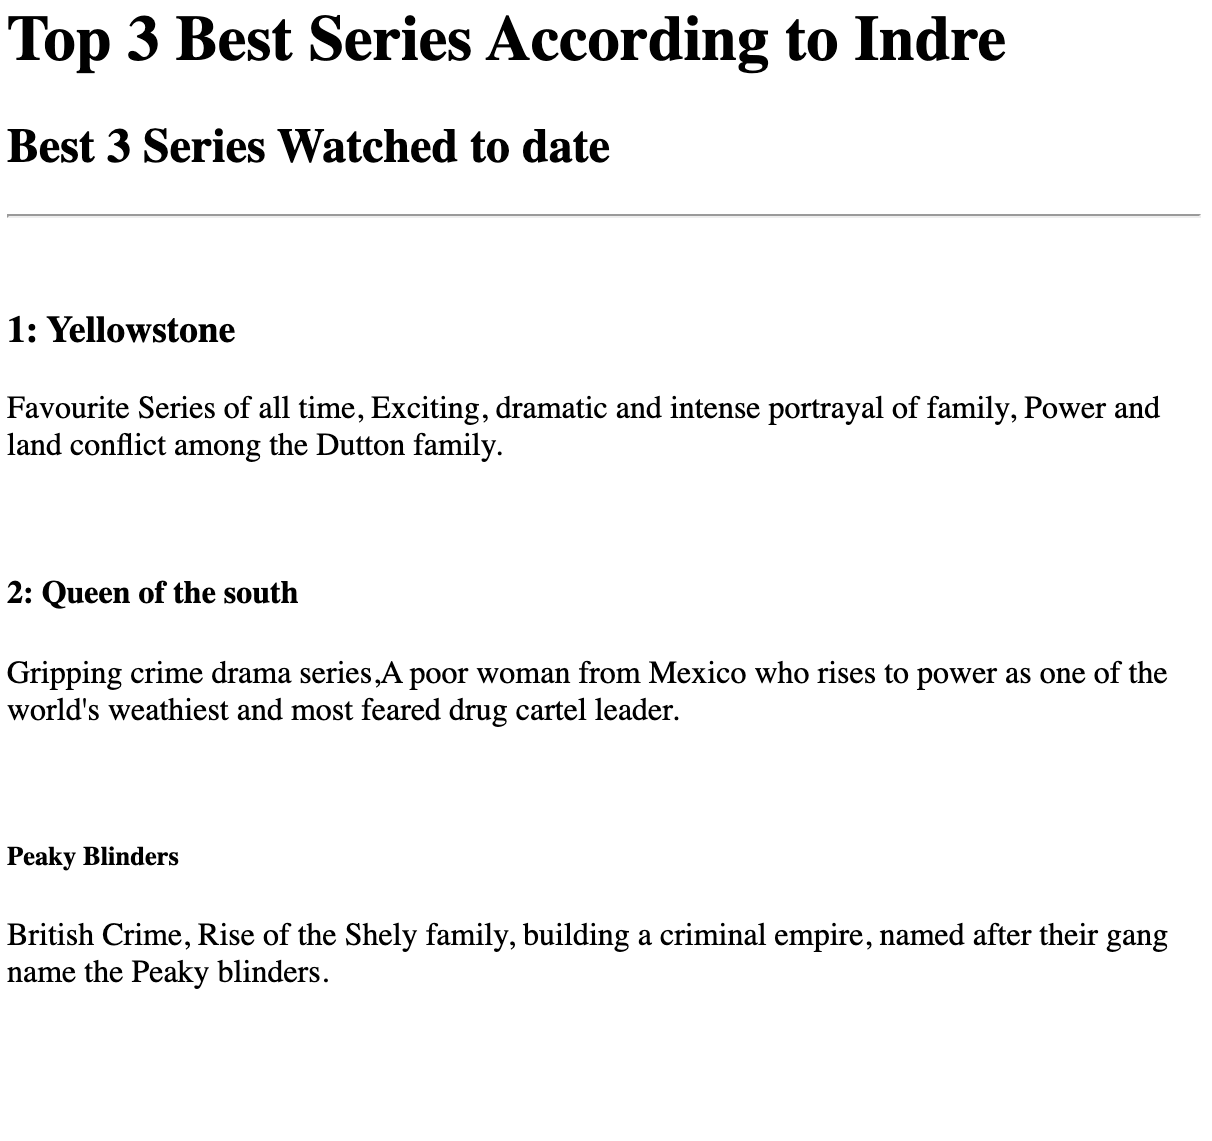 Top 3 Best Series According to Indre
Best 3 Series Watched to date
1: Yellowstone
Favourite Series of all time, Exciting, dramatic and intense portrayal of family, Power and
land conflict among the Dutton family.
2: Queen of the south
Gripping crime drama series,A poor woman from Mexico who rises to power as one of the
world's weathiest and most feared drug cartel leader.
Peaky Blinders
British Crime, Rise of the Shely family, building a criminal empire, named after their gang
name the Peaky blinders.